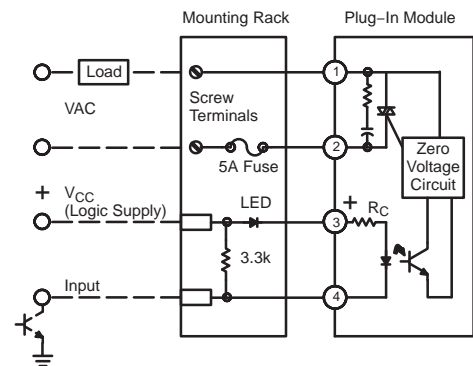 Mounting Rack
Plug–In Module
Load
1
VAC
Screw
Terminals
2
5A Fuse
Zero
Voltage
Circuit
+
VCC
(Logic Supply)
LED
3
+
RC
3.3k
Input
4